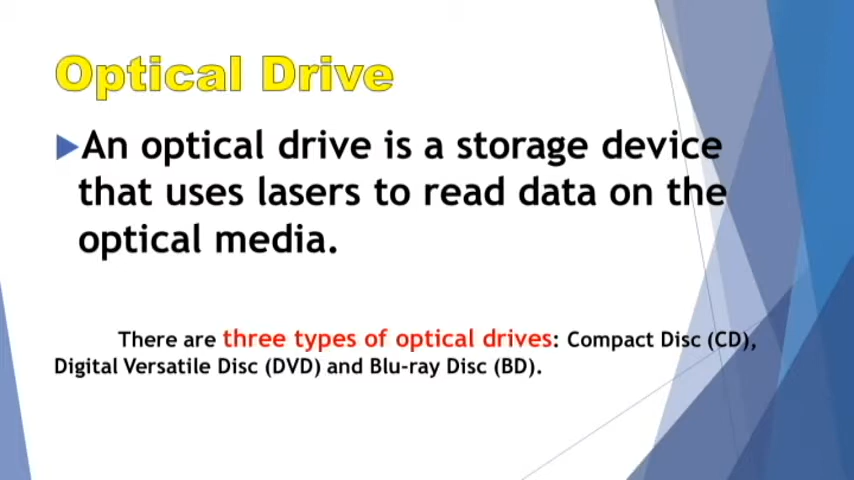 Optical Drive
An optical drive is a storage device
that uses lasers to read data on the
optical media.
There are three types of optical drives: Compact Disc (CD),
Digital Versatile Disc (DVD) and Blu-ray Disc (BD).